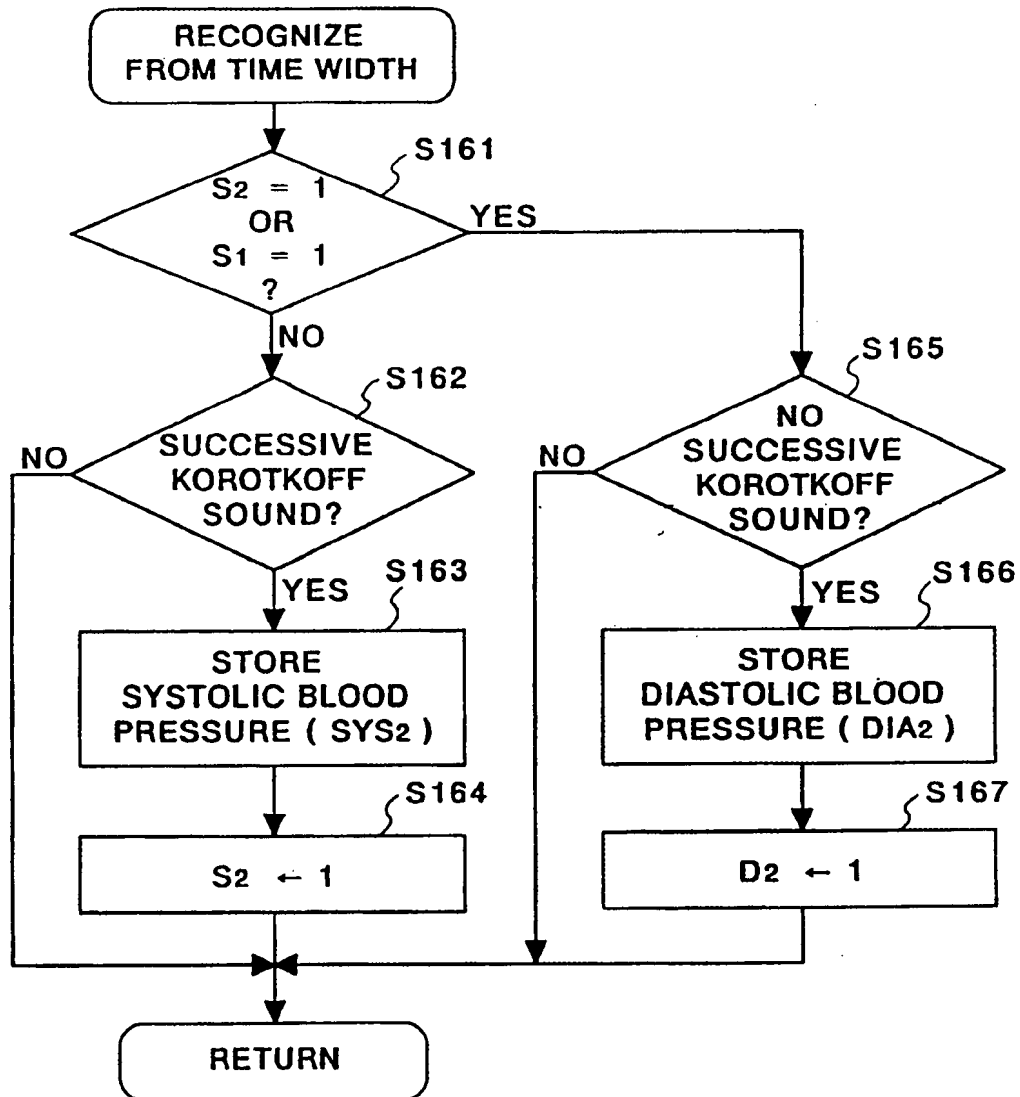 RECOGNIZE
FROM TIME WIDTH
S161
S2 = 1
OR
S1 = 1
?
YES
NO
S162
SUCCESSIVE
KOROTKOFF
SOUND?
NO
YES
S163
STORE
SYSTOLIC BLOOD
PRESSURE ( SYS2 )
S164
S2 ← 1
S165
NO
SUCCESSIVE
KOROTKOFF
SOUND?
NO
YES
S166
STORE
DIASTOLIC BLOOD
PRESSURE ( DIA2 )
S167
D2 ← 1
RETURN